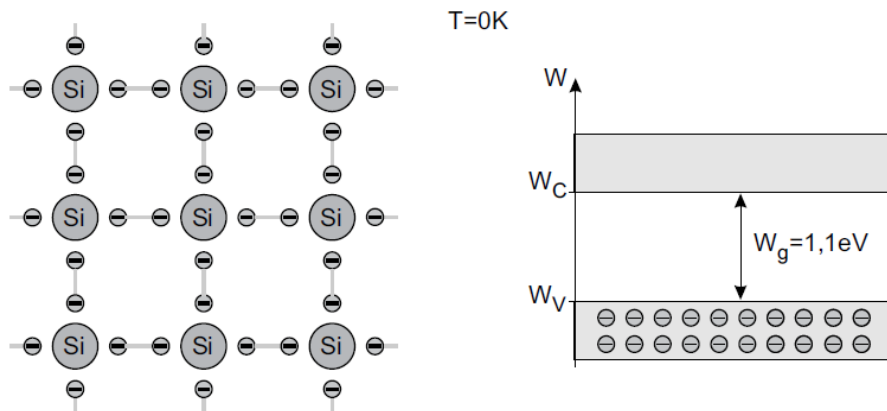 T=0K
Si Si Si
Si Si Si
Si Si Si
W
W_C
W_g=1,1eV
W_V